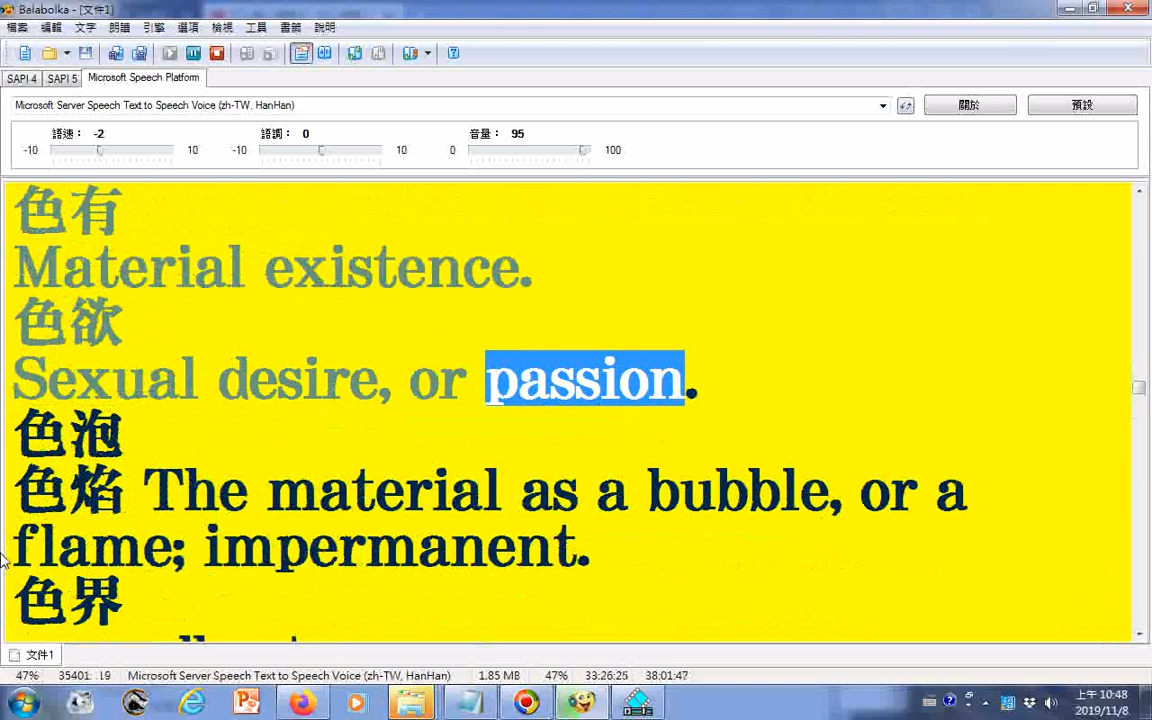 Balabolka - [文件1]
檔案 編輯 文字 朗讀 引擎 選項 檢視 工具 書籤 說明
SAPI 4 SAPI 5 Microsoft Speech Platform
Microsoft Server Speech Text to Speech Voice (zh-TW, HanHan) 關於 預設
語速： -2 語調： 0 音量： 95
-10 10 -10 10 0 100
色有
Material existence.
色欲
Sexual desire, or passion.
色泡
色焰 The material as a bubble, or a
flame; impermanent.
色界
文件1
47% 35401: 19 Microsoft Server Speech Text to Speech Voice (zh-TW, HanHan) 1.85 MB 47% 33:26:25 38:01:47
上午 10:48
2019/11/8